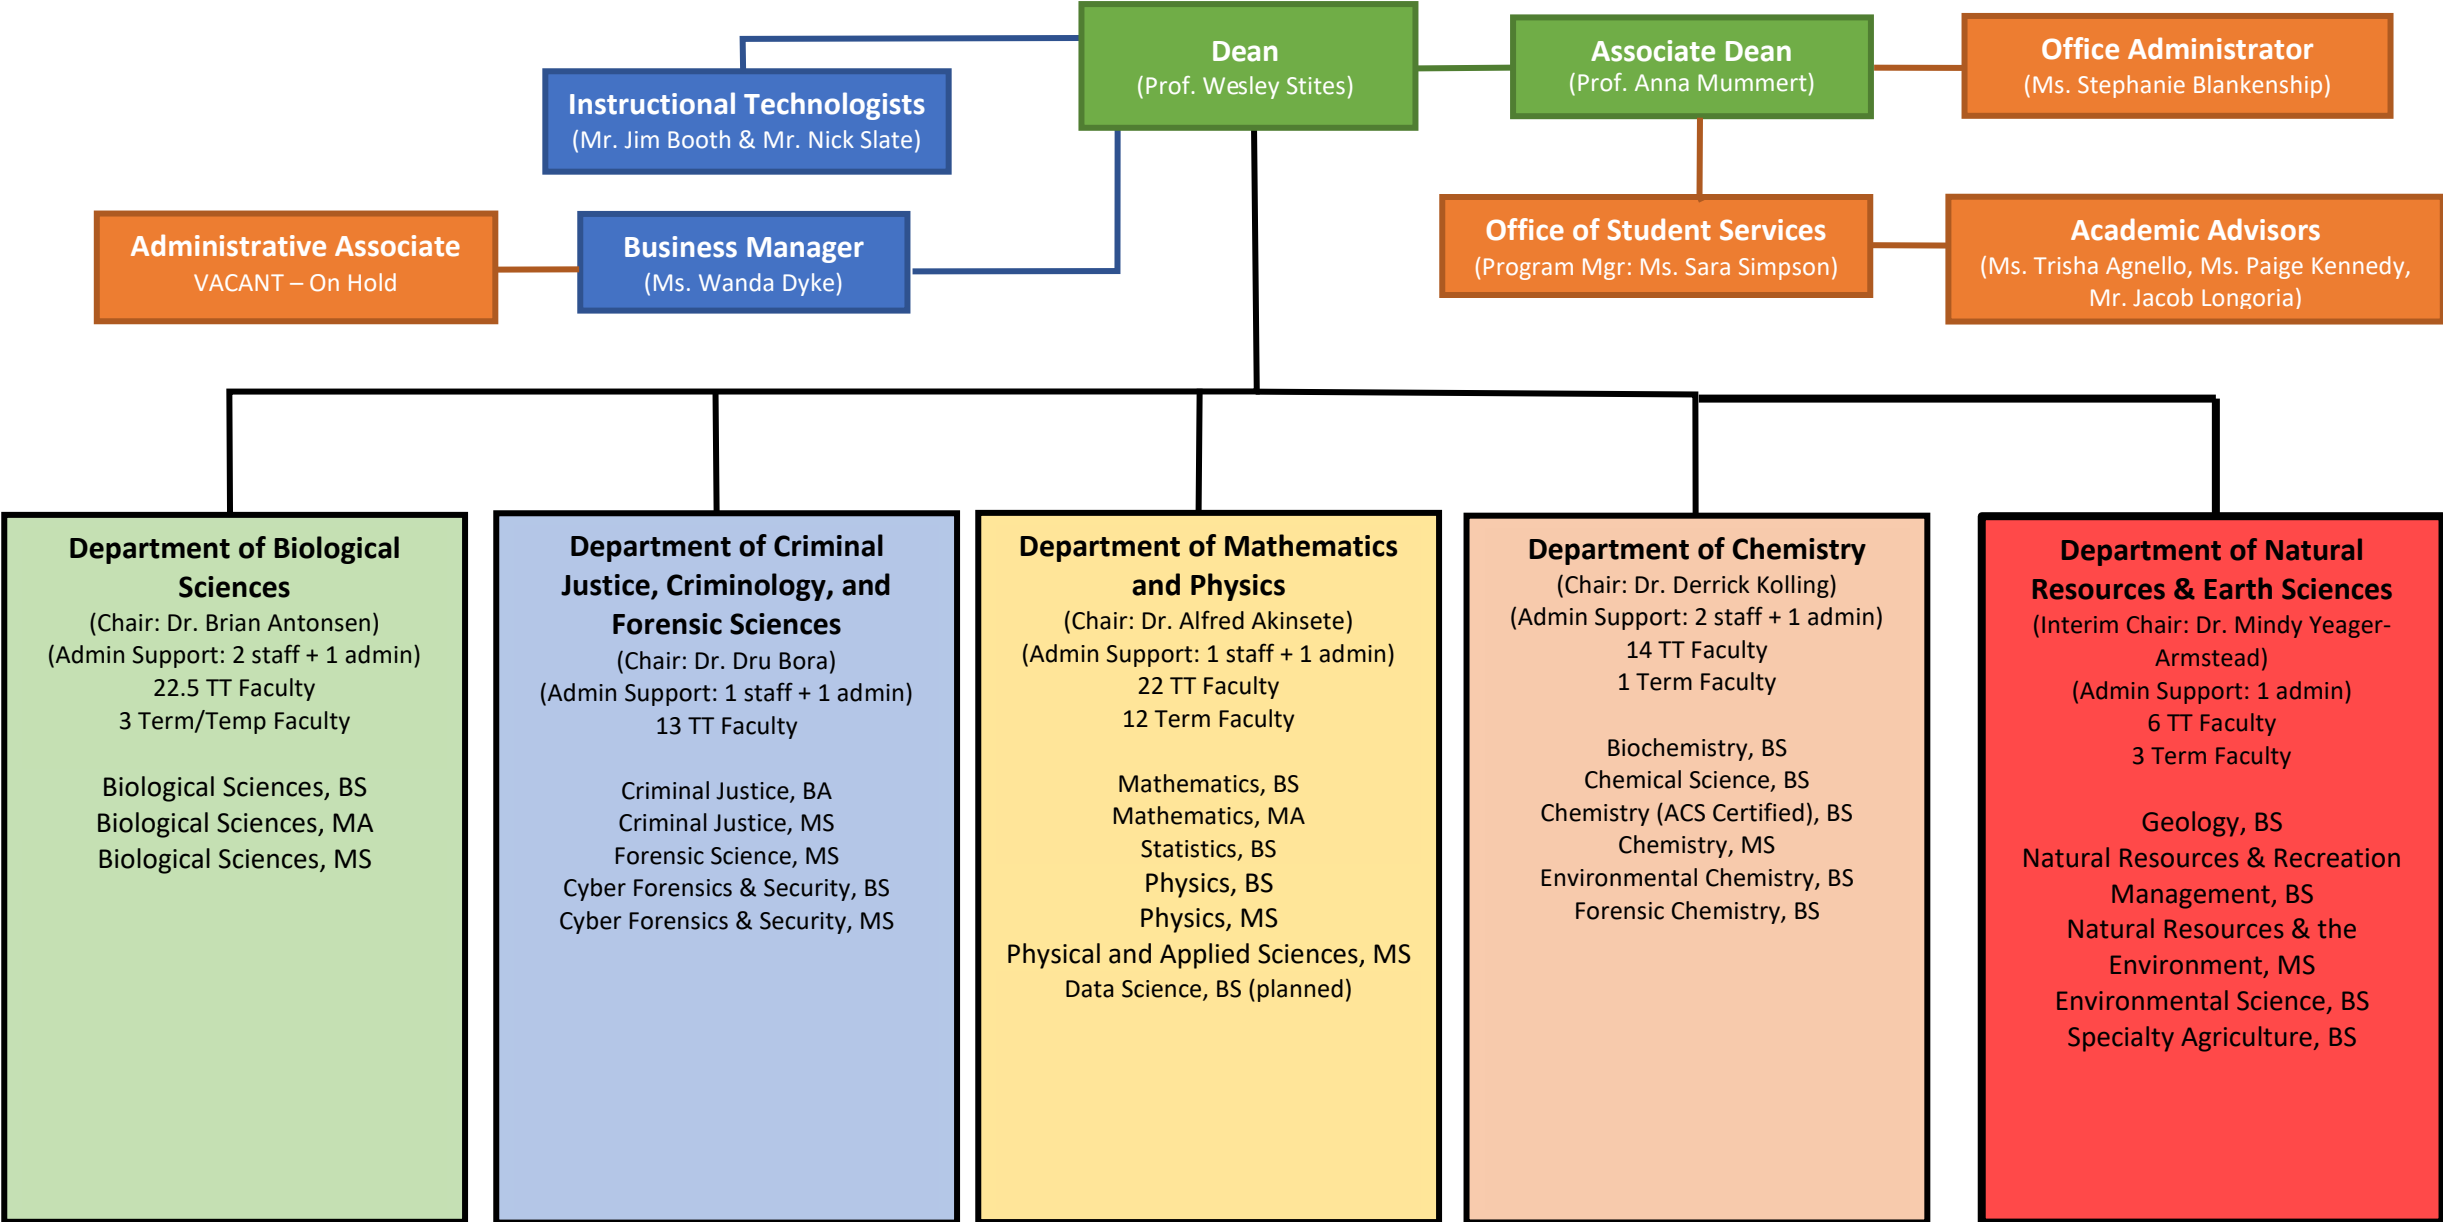 Dean
(Prof. Wesley Stites)
Associate Dean
(Prof. Anna Mummert)
Office Administrator
(Ms. Stephanie Blankenship)
Instructional Technologists
(Mr. Jim Booth & Mr. Nick Slate)
Administrative Associate
VACANT – On Hold
Business Manager
(Ms. Wanda Dyke)
Office of Student Services
(Program Mgr: Ms. Sara Simpson)
Academic Advisors
(Ms. Trisha Agnello, Ms. Paige Kennedy,
Mr. Jacob Longoria)
Department of Biological
Sciences
(Chair: Dr. Brian Antonsen)
(Admin Support: 2 staff + 1 admin)
22.5 TT Faculty
3 Term/Temp Faculty
Biological Sciences, BS
Biological Sciences, MA
Biological Sciences, MS
Department of Criminal
Justice, Criminology, and
Forensic Sciences
(Chair: Dr. Dru Bora)
(Admin Support: 1 staff + 1 admin)
13 TT Faculty
Criminal Justice, BA
Criminal Justice, MS
Forensic Science, MS
Cyber Forensics & Security, BS
Cyber Forensics & Security, MS
Department of Mathematics
and Physics
(Chair: Dr. Alfred Akinsete)
(Admin Support: 1 staff + 1 admin)
22 TT Faculty
12 Term Faculty
Mathematics, BS
Mathematics, MA
Statistics, BS
Physics, BS
Physics, MS
Physical and Applied Sciences, MS
Data Science, BS (planned)
Department of Chemistry
(Chair: Dr. Derrick Kolling)
(Admin Support: 2 staff + 1 admin)
14 TT Faculty
1 Term Faculty
Biochemistry, BS
Chemical Science, BS
Chemistry (ACS Certified), BS
Chemistry, MS
Environmental Chemistry, BS
Forensic Chemistry, BS
Department of Natural
Resources & Earth Sciences
(Interim Chair: Dr. Mindy Yeager-
Armstead)
(Admin Support: 1 admin)
6 TT Faculty
3 Term Faculty
Geology, BS
Natural Resources & Recreation
Management, BS
Natural Resources & the
Environment, MS
Environmental Science, BS
Specialty Agriculture, BS